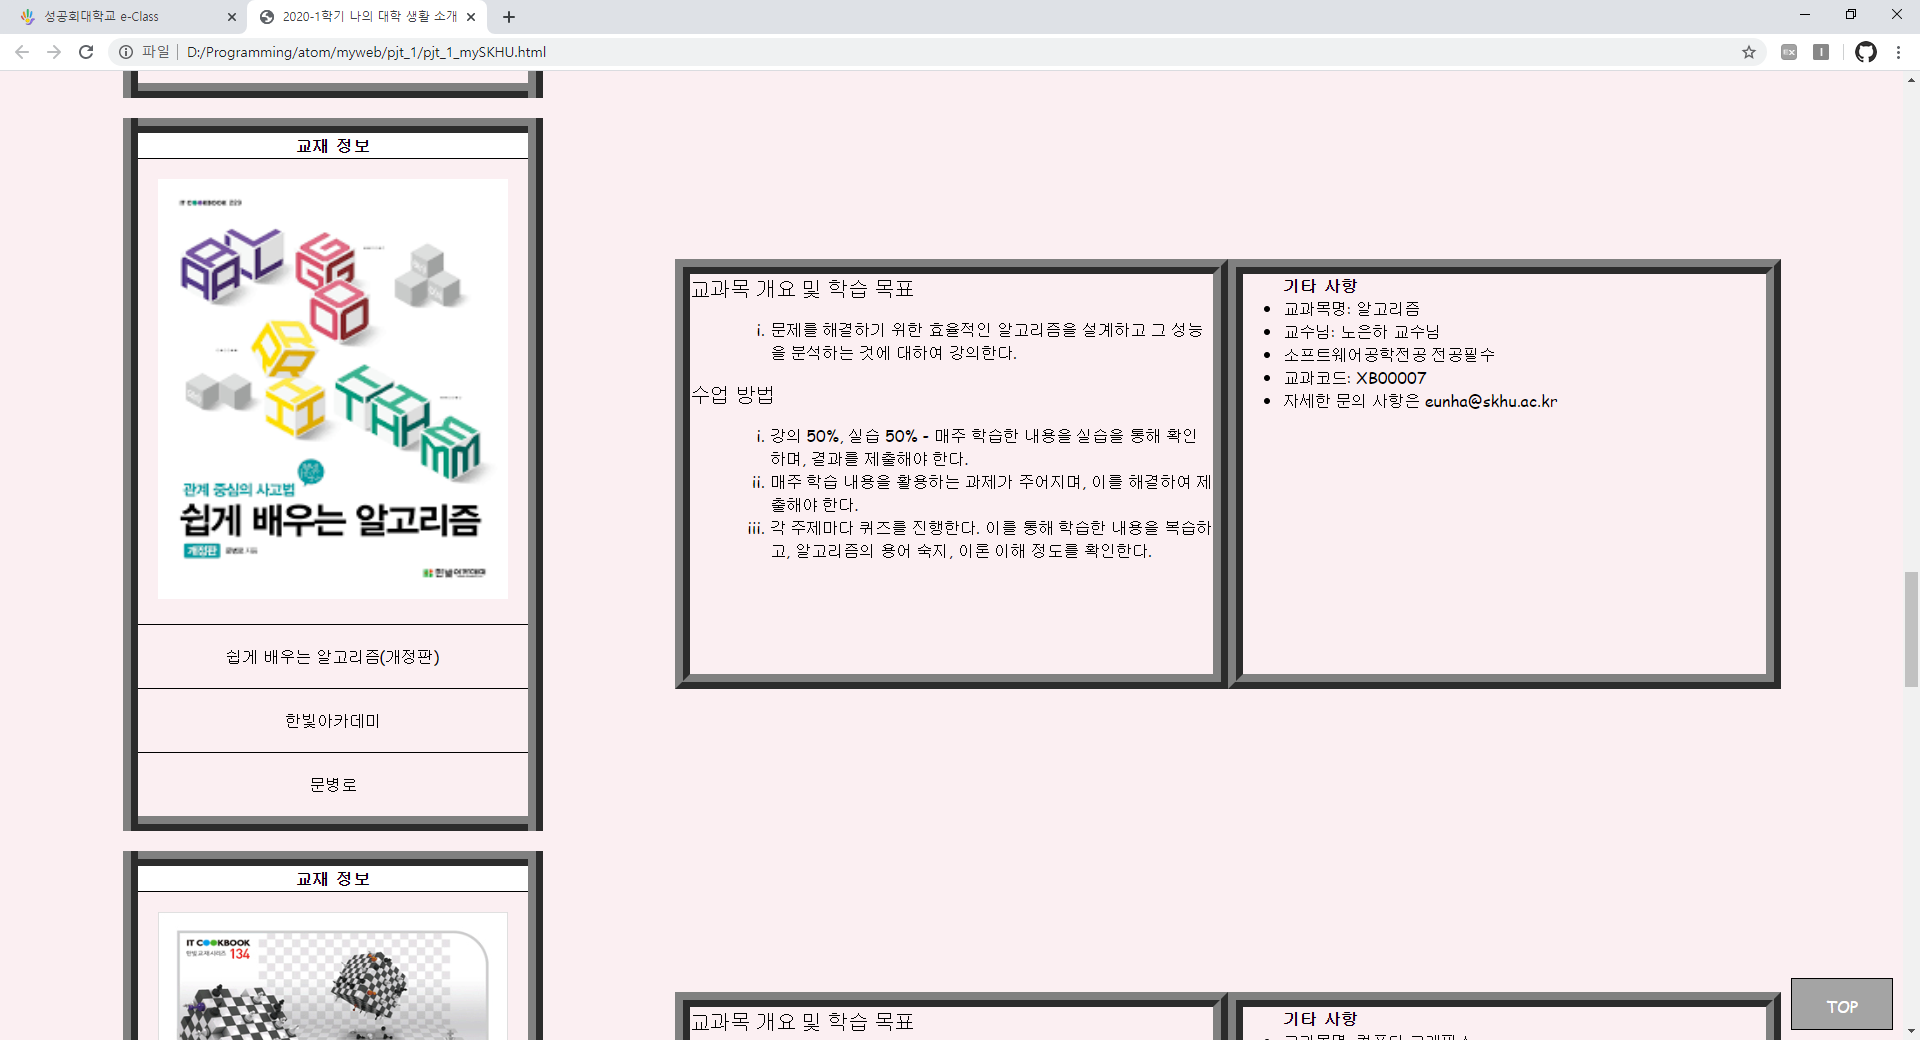 성공회대학교 e-Class
2020-1학기 나의 대학 생활 소개
파일
D:/Programming/atom/myweb/pjt_1/pjt_1_mySKHU.html
교재 정보
IT COOKBOOK 229
관계 중심의 사고법
쉽게 배우는 알고리즘
개정판
문병로 지음
한빛아카데미
쉽게 배우는 알고리즘(개정판)
한빛아카데미
문병로
교과목 개요 및 학습 목표
i. 문제를 해결하기 위한 효율적인 알고리즘을 설계하고 그 성능
을 분석하는 것에 대하여 강의한다.
수업 방법
i. 강의 50%, 실습 50% - 매주 학습한 내용을 실습을 통해 확인
하며, 결과를 제출해야 한다.
ii. 매주 학습 내용을 활용하는 과제가 주어지며, 이를 해결하여 제
출해야 한다.
iii. 각 주제마다 퀴즈를 진행한다. 이를 통해 학습한 내용을 복습하
고, 알고리즘의 용어 숙지, 이론 이해 정도를 확인한다.
기타 사항
• 교과목명: 알고리즘
• 교수님: 노은하 교수님
• 소프트웨어공학전공 전공필수
• 교과코드: XB00007
• 자세한 문의 사항은 eunha@skhu.ac.kr
교재 정보
IT COOKBOOK
한빛교재시리즈 134
교과목 개요 및 학습 목표
기타 사항
TOP